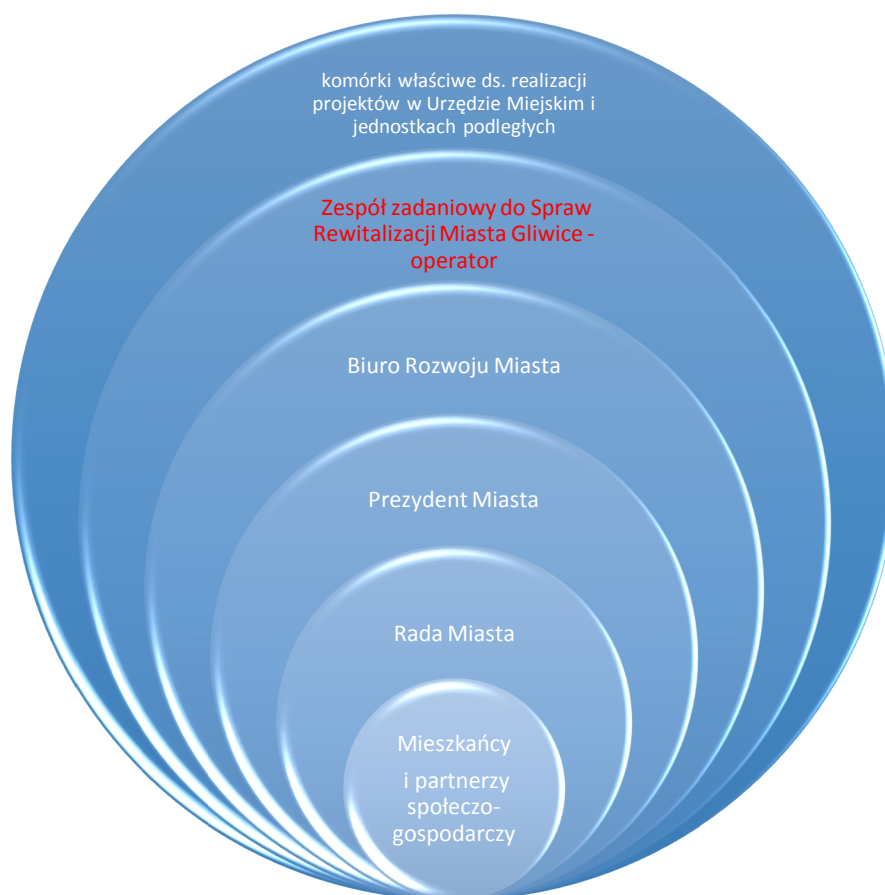 komórki właściwe ds. realizacji
projektów w Urzędzie Miejskim i
jednostkach podległych
Zespół zadaniowy do Spraw
Rewitalizacji Miasta Gliwice -
operator
Biuro Rozwoju Miasta
Prezydent Miasta
Rada Miasta
Mieszkańcy
i partnerzy
społeczo-
gospodarczy